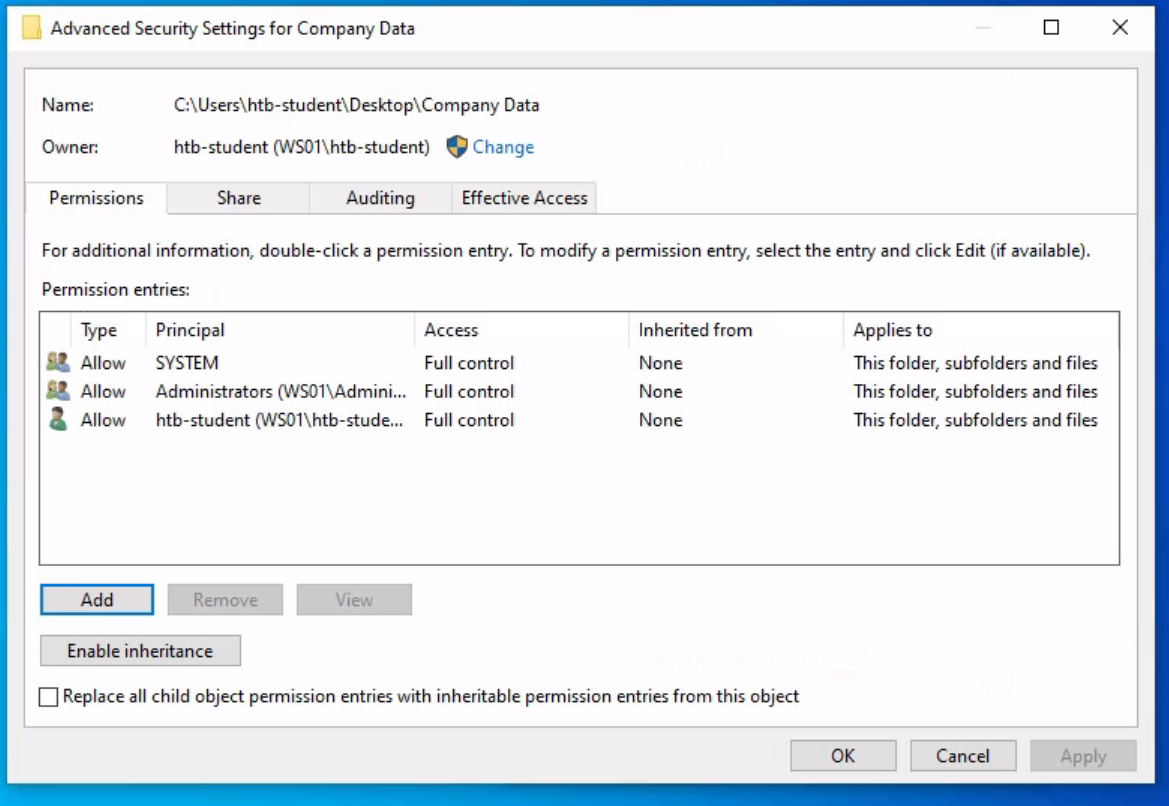 Advanced Security Settings for Company Data
Name: C:\Users\htb-student\Desktop\Company Data
Owner: htb-student (WS01\htb-student) Change
Permissions Share Auditing Effective Access
For additional information, double-click a permission entry. To modify a permission entry, select the entry and click Edit (if available).
Permission entries:
Type Principal Access Inherited from Applies to
Allow SYSTEM Full control None This folder, subfolders and files
Allow Administrators (WS01\Admini... Full control None This folder, subfolders and files
Allow htb-student (WS01\htb-stude... Full control None This folder, subfolders and files
Add Remove View
Enable inheritance
Replace all child object permission entries with inheritable permission entries from this object
OK Cancel Apply